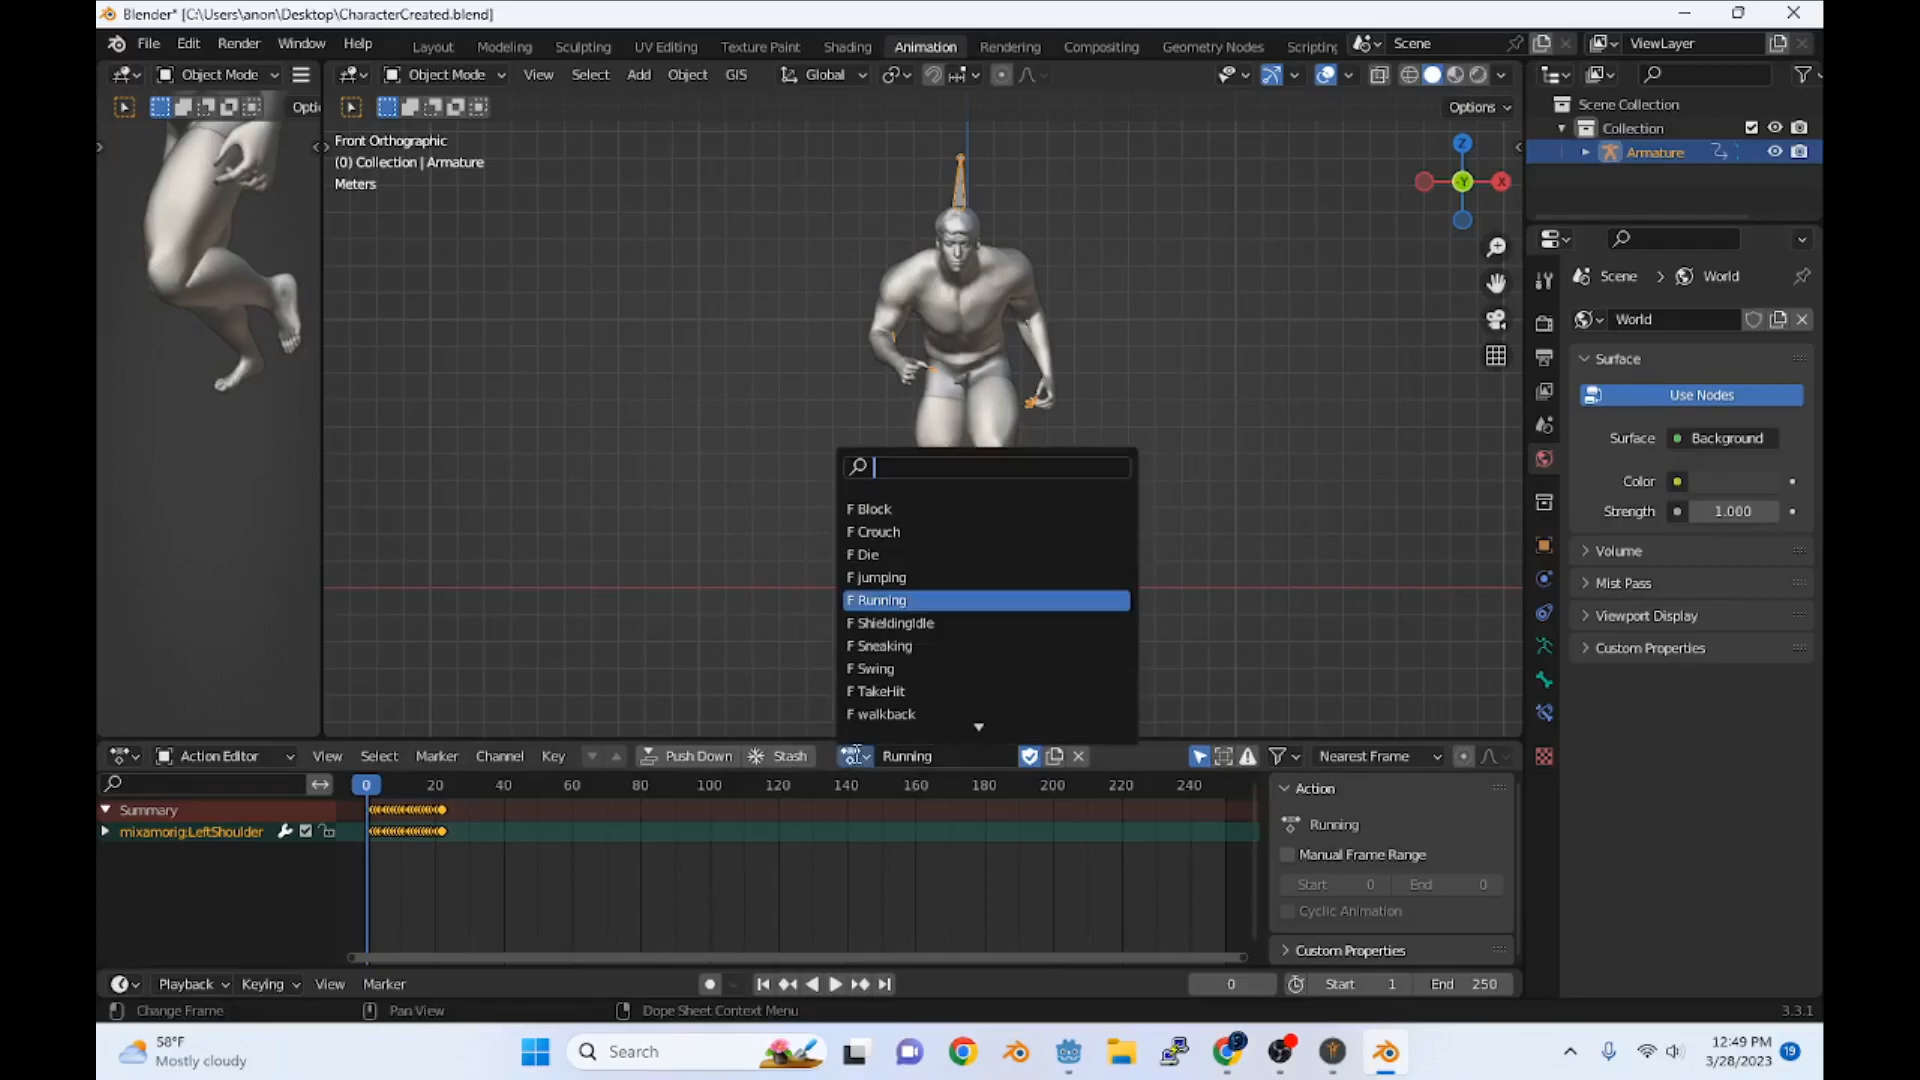 Blender* [C:\Users\anon\Desktop\CharacterCreated.blend]
File Edit Render Window Help
Layout Modeling Sculpting UV Editing Texture Paint Shading Animation Rendering Compositing Geometry Nodes Scripting
Scene
ViewLayer
Object Mode
Object Mode View Select Add Object GIS Global
Opti
Options
Front Orthographic
(0) Collection | Armature
Meters
Z
-Y
X
Scene Collection
Collection
Armature
Scene > World
World
Surface
Use Nodes
Surface Background
Color
Strength 1.000
Volume
Mist Pass
Viewport Display
Custom Properties
F Block
F Crouch
F Die
F jumping
F Running
F ShieldingIdle
F Sneaking
F Swing
F TakeHit
F walkback
Action Editor View Select Marker Channel Key Push Down Stash Running Nearest Frame
0 20 40 60 80 100 120 140 160 180 200 220 240
Summary
mixamorig:LeftShoulder
Action
Running
Manual Frame Range
Start 0 End 0
Cyclic Animation
Custom Properties
Playback Keying View Marker
0 Start 1 End 250
Change Frame Pan View Dope Sheet Context Menu
3.3.1
58°F
Mostly cloudy
Search
12:49 PM
3/28/2023
19